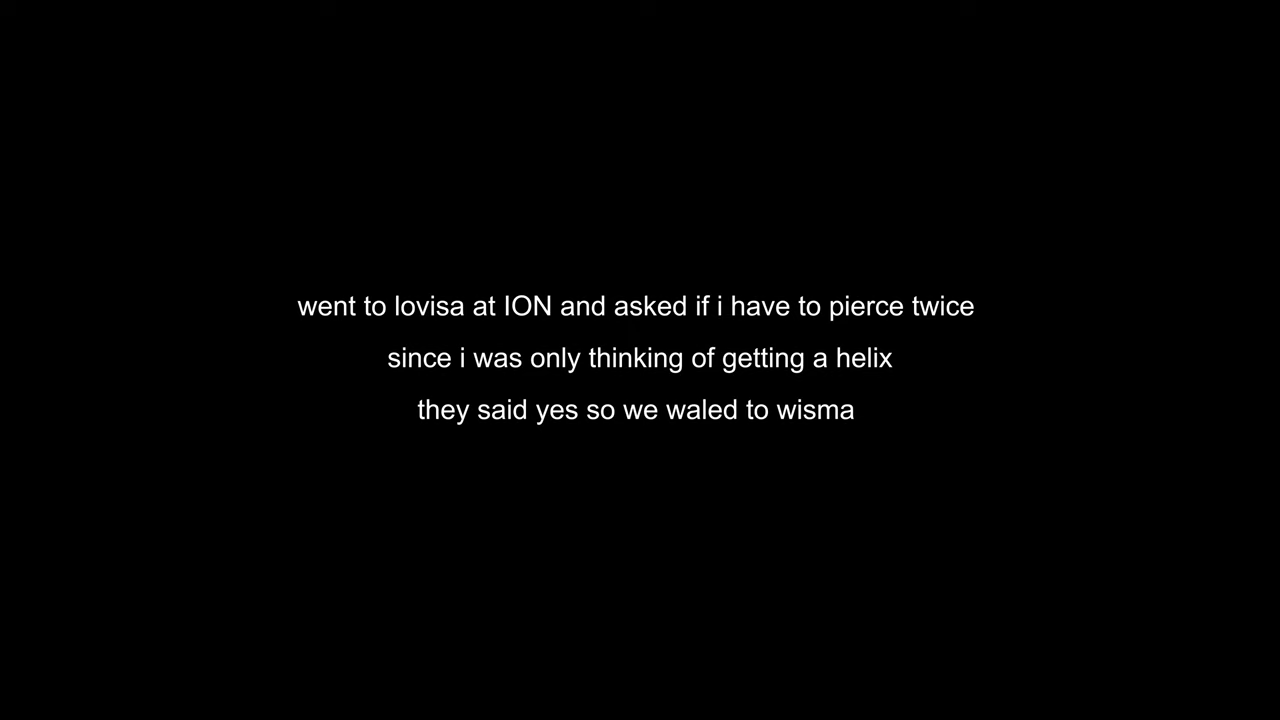 went to lovisa at ION and asked if i have to pierce twice
since i was only thinking of getting a helix
they said yes so we waled to wisma